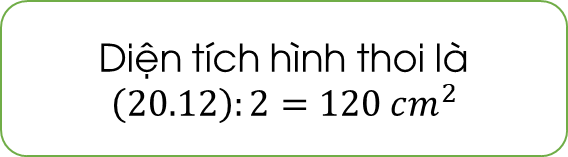 Diện tích hình thoi là
(20.12):2 = 120 cm²